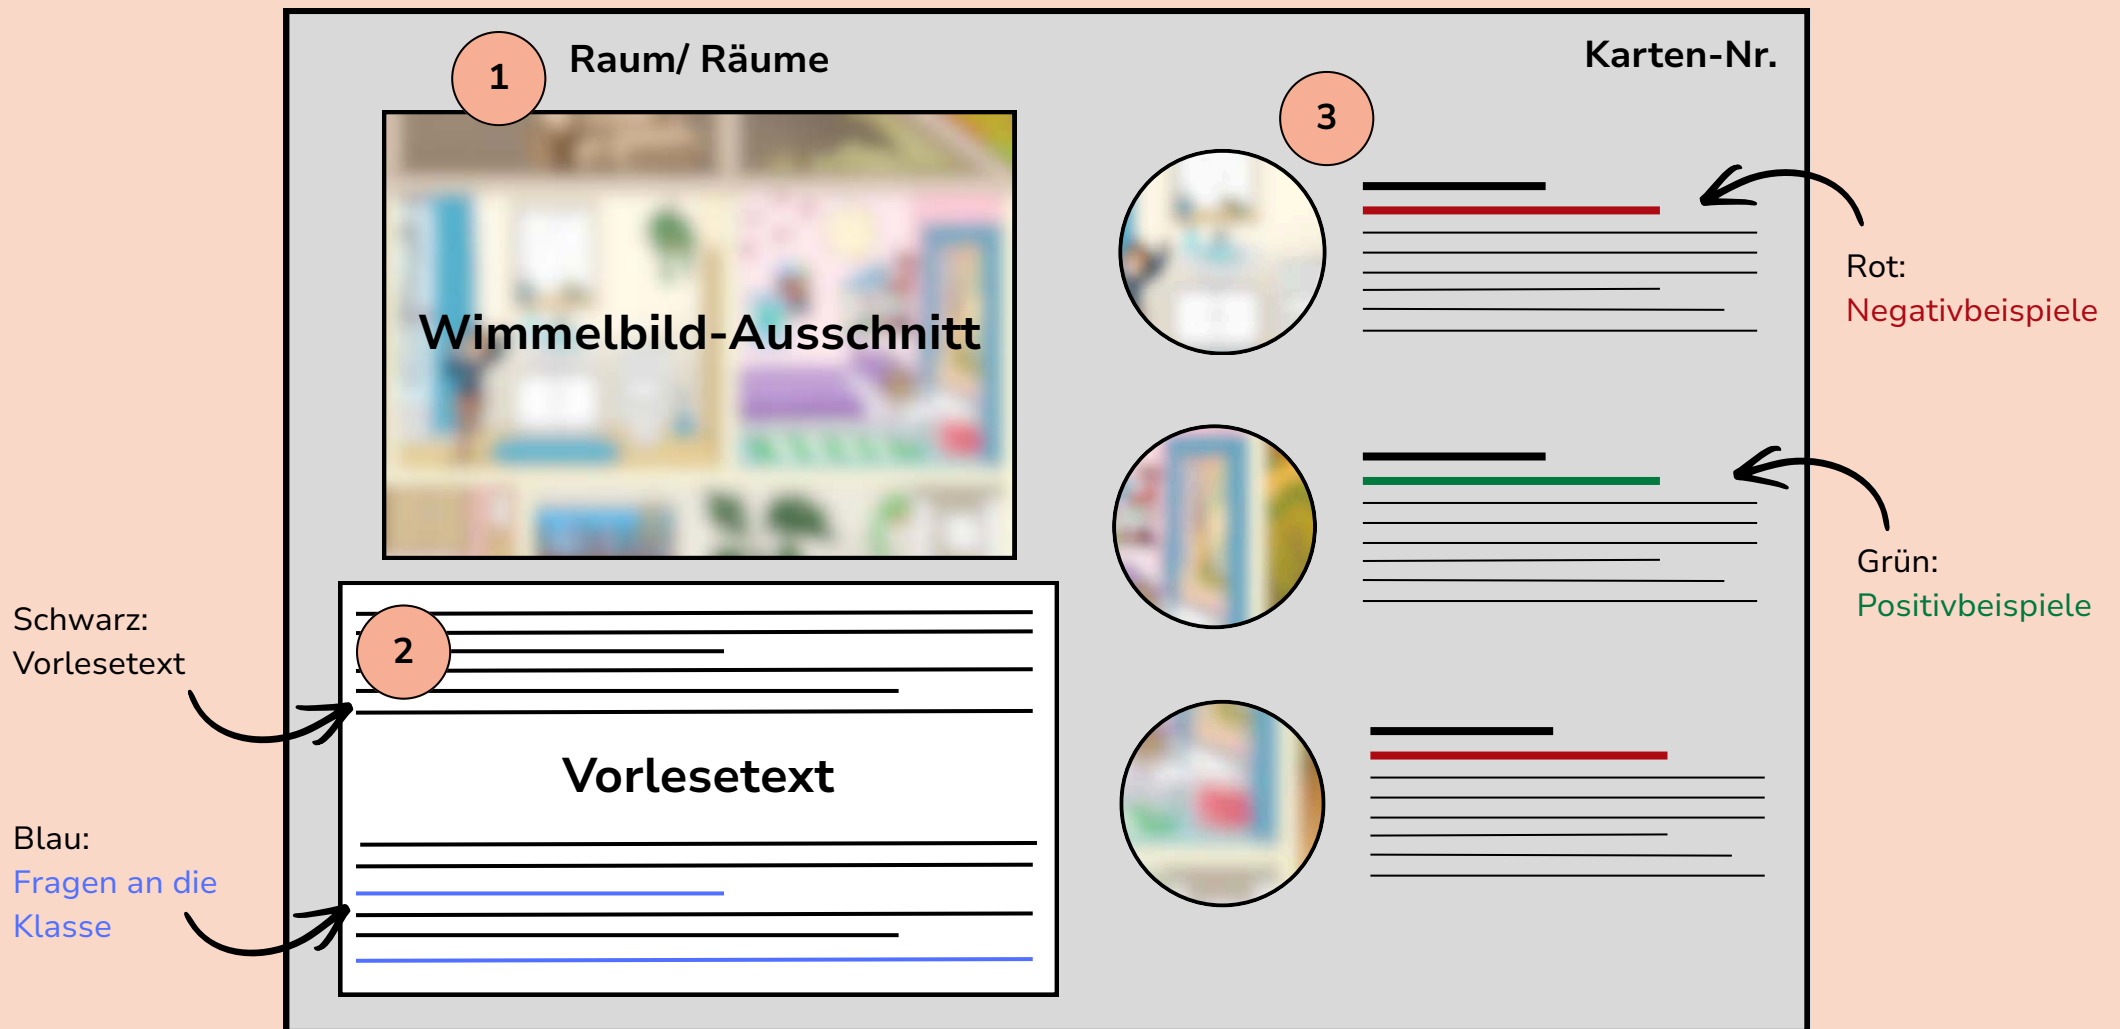 1
Raum/ Räume
Karten-Nr.
3
Wimmelbild-Ausschnitt
Rot:
Negativbeispiele
Grün:
Positivbeispiele
Schwarz:
Vorlesetext
2
Vorlesetext
Blau:
Fragen an die
Klasse